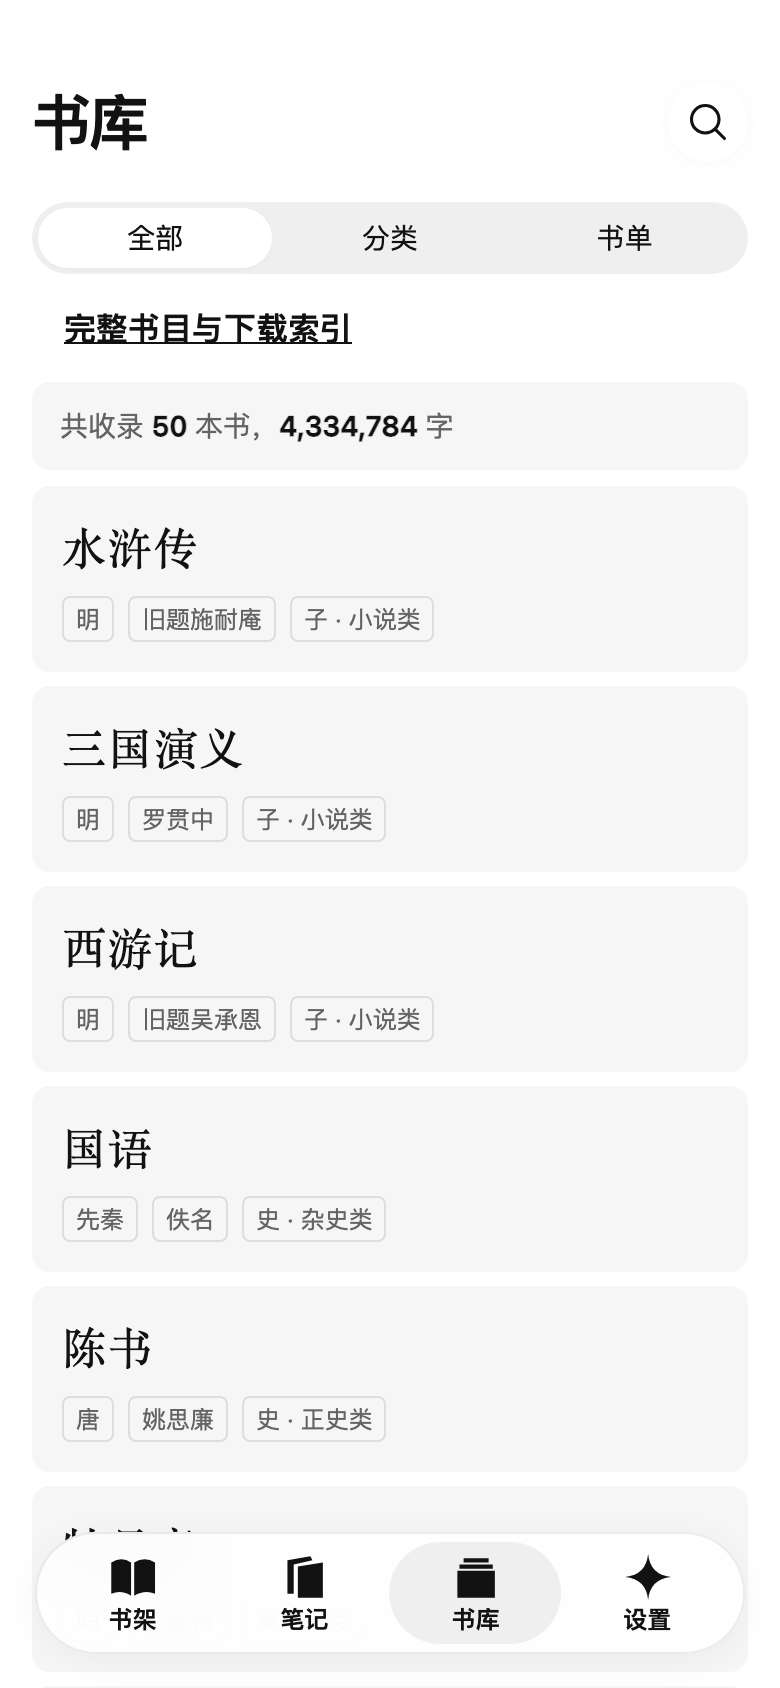 书库
全部 分类 书单
完整书目与下载索引
共收录 50 本书，4,334,784 字
水浒传
明 旧题施耐庵 子 · 小说类
三国演义
明 罗贯中 子 · 小说类
西游记
明 旧题吴承恩 子 · 小说类
国语
先秦 佚名 史 · 杂史类
陈书
唐 姚思廉 史 · 正史类
书架 笔记 书库 设置